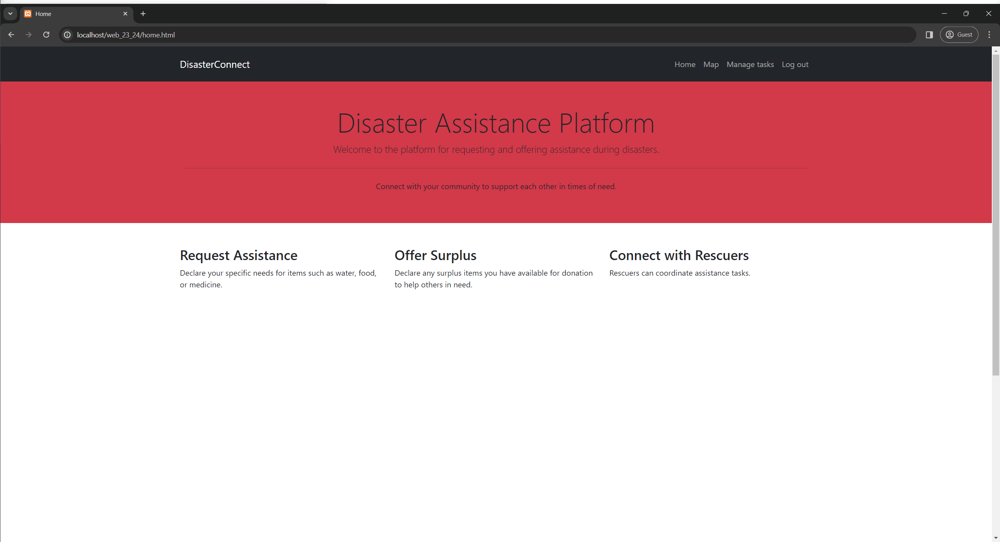 Home
localhost/web_23_24/home.html
Guest
DisasterConnect
Home Map Manage tasks Log out
Disaster Assistance Platform
Welcome to the platform for requesting and offering assistance during disasters.
Connect with your community to support each other in times of need.
Request Assistance
Declare your specific needs for items such as water, food,
or medicine.
Offer Surplus
Declare any surplus items you have available for donation
to help others in need.
Connect with Rescuers
Rescuers can coordinate assistance tasks.